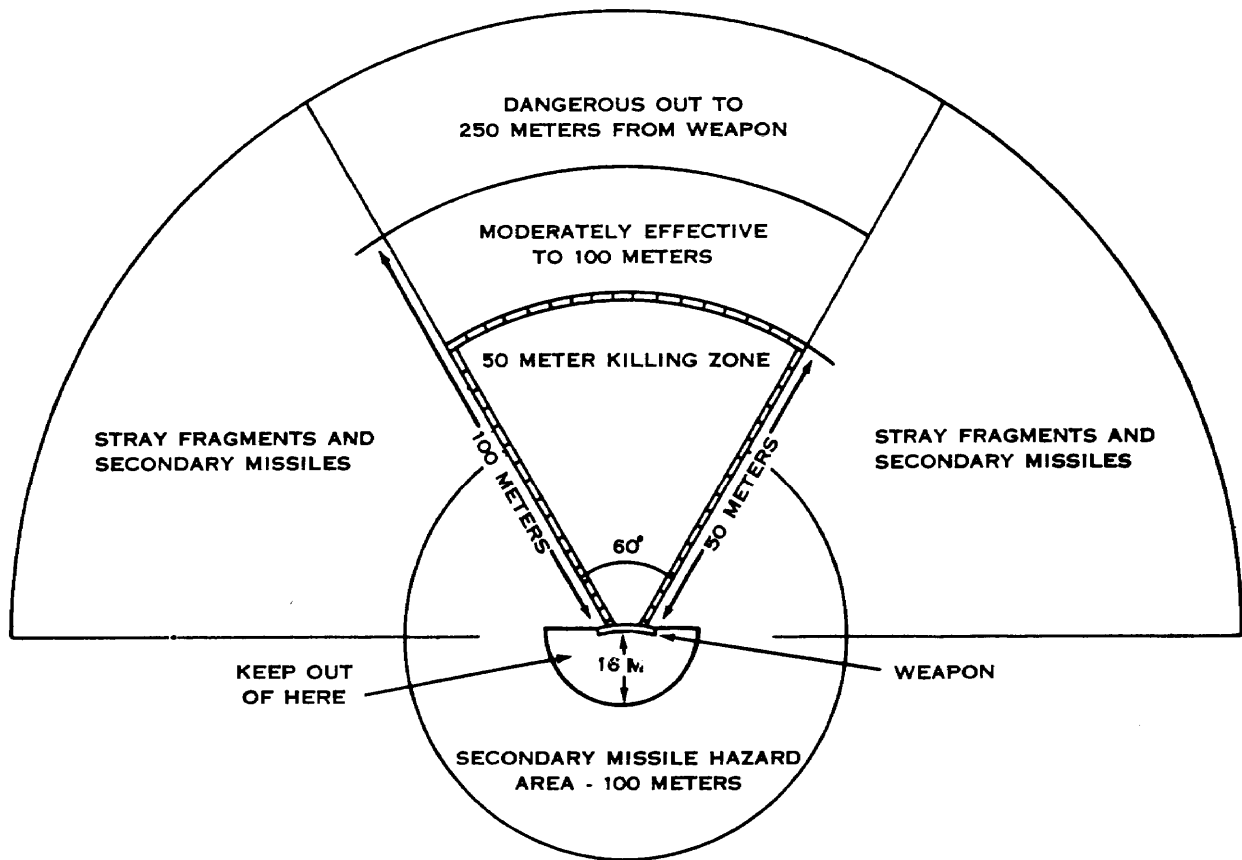 DANGEROUS OUT TO
250 METERS FROM WEAPON
MODERATELY EFFECTIVE
TO 100 METERS
50 METER KILLING ZONE
STRAY FRAGMENTS AND
SECONDARY MISSILES
100 METERS
50 METERS
STRAY FRAGMENTS AND
SECONDARY MISSILES
60°
KEEP OUT
OF HERE
16 M
WEAPON
SECONDARY MISSILE HAZARD
AREA - 100 METERS